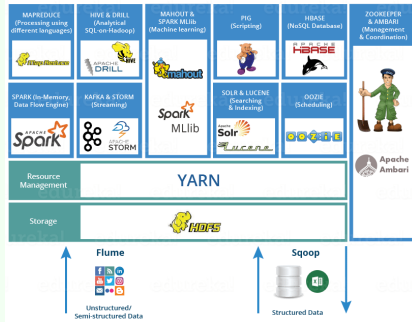 MAPREDUCE
(Processing using
different languages)
HIVE & DRILL
(Analytical
SQL-on-Hadoop)
MAHOUT &
SPARK MLlib
(Machine learning)
PIG
(Scripting)
HBASE
(NoSQL Database)
ZOOKEEPER
& AMBARI
(Management
& Coordination)
APACHE
DRILL
mahout
APACHE
HBASE
SPARK (In-Memory,
Data Flow Engine)
KAFKA & STORM
(Streaming)
SOLR & LUCENE
(Searching
& Indexing)
OOZIE
(Scheduling)
APACHE
Spark
APACHE
STORM
Spark
MLlib
Apache
Solr
Lucene
OOZIE
Apache
Ambari
Resource
Management
YARN
Storage
HDFS
Flume
Unstructured/
Semi-structured Data
Sqoop
Structured Data